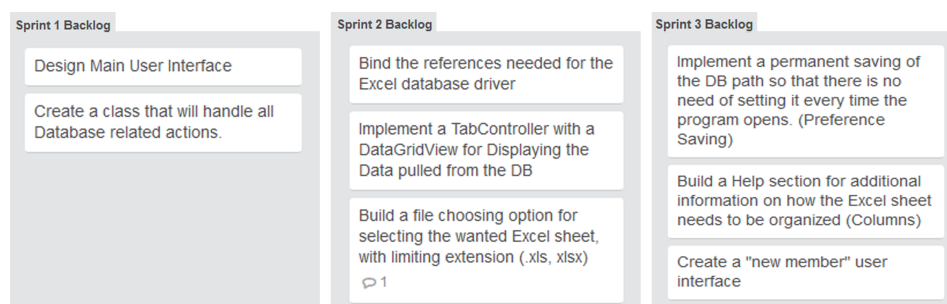 Sprint 1 Backlog
Design Main User Interface
Create a class that will handle all
Database related actions.
Sprint 2 Backlog
Bind the references needed for the
Excel database driver
Implement a TabController with a
DataGridView for Displaying the
Data pulled from the DB
Build a file choosing option for
selecting the wanted Excel sheet,
with limiting extension (.xls, xlsx)
1
Sprint 3 Backlog
Implement a permanent saving of
the DB path so that there is no
need of setting it every time the
program opens. (Preference
Saving)
Build a Help section for additional
information on how the Excel sheet
needs to be organized (Columns)
Create a "new member" user
interface